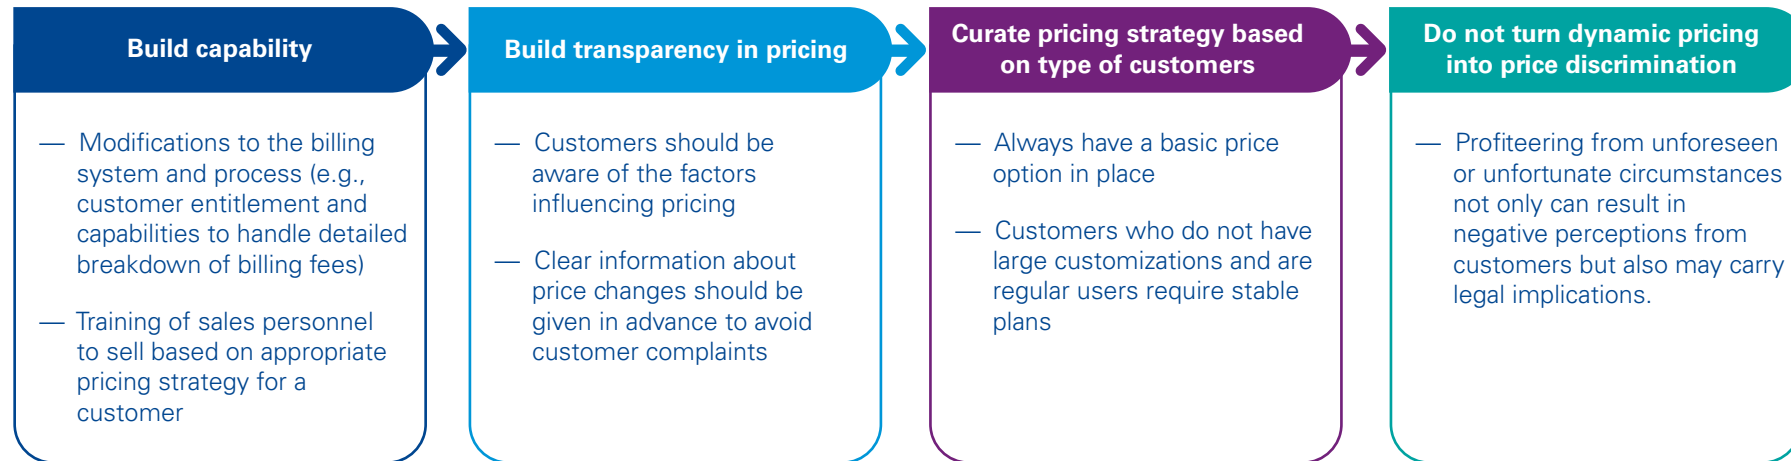 Build capability
— Modifications to the billing
system and process (e.g.,
customer entitlement and
capabilities to handle detailed
breakdown of billing fees)
— Training of sales personnel
to sell based on appropriate
pricing strategy for a
customer
Build transparency in pricing
— Customers should be
aware of the factors
influencing pricing
— Clear information about
price changes should be
given in advance to avoid
customer complaints
Curate pricing strategy based
on type of customers
— Always have a basic price
option in place
— Customers who do not have
large customizations and are
regular users require stable
plans
Do not turn dynamic pricing
into price discrimination
— Profiteering from unforeseen
or unfortunate circumstances
not only can result in
negative perceptions from
customers but also may carry
legal implications.